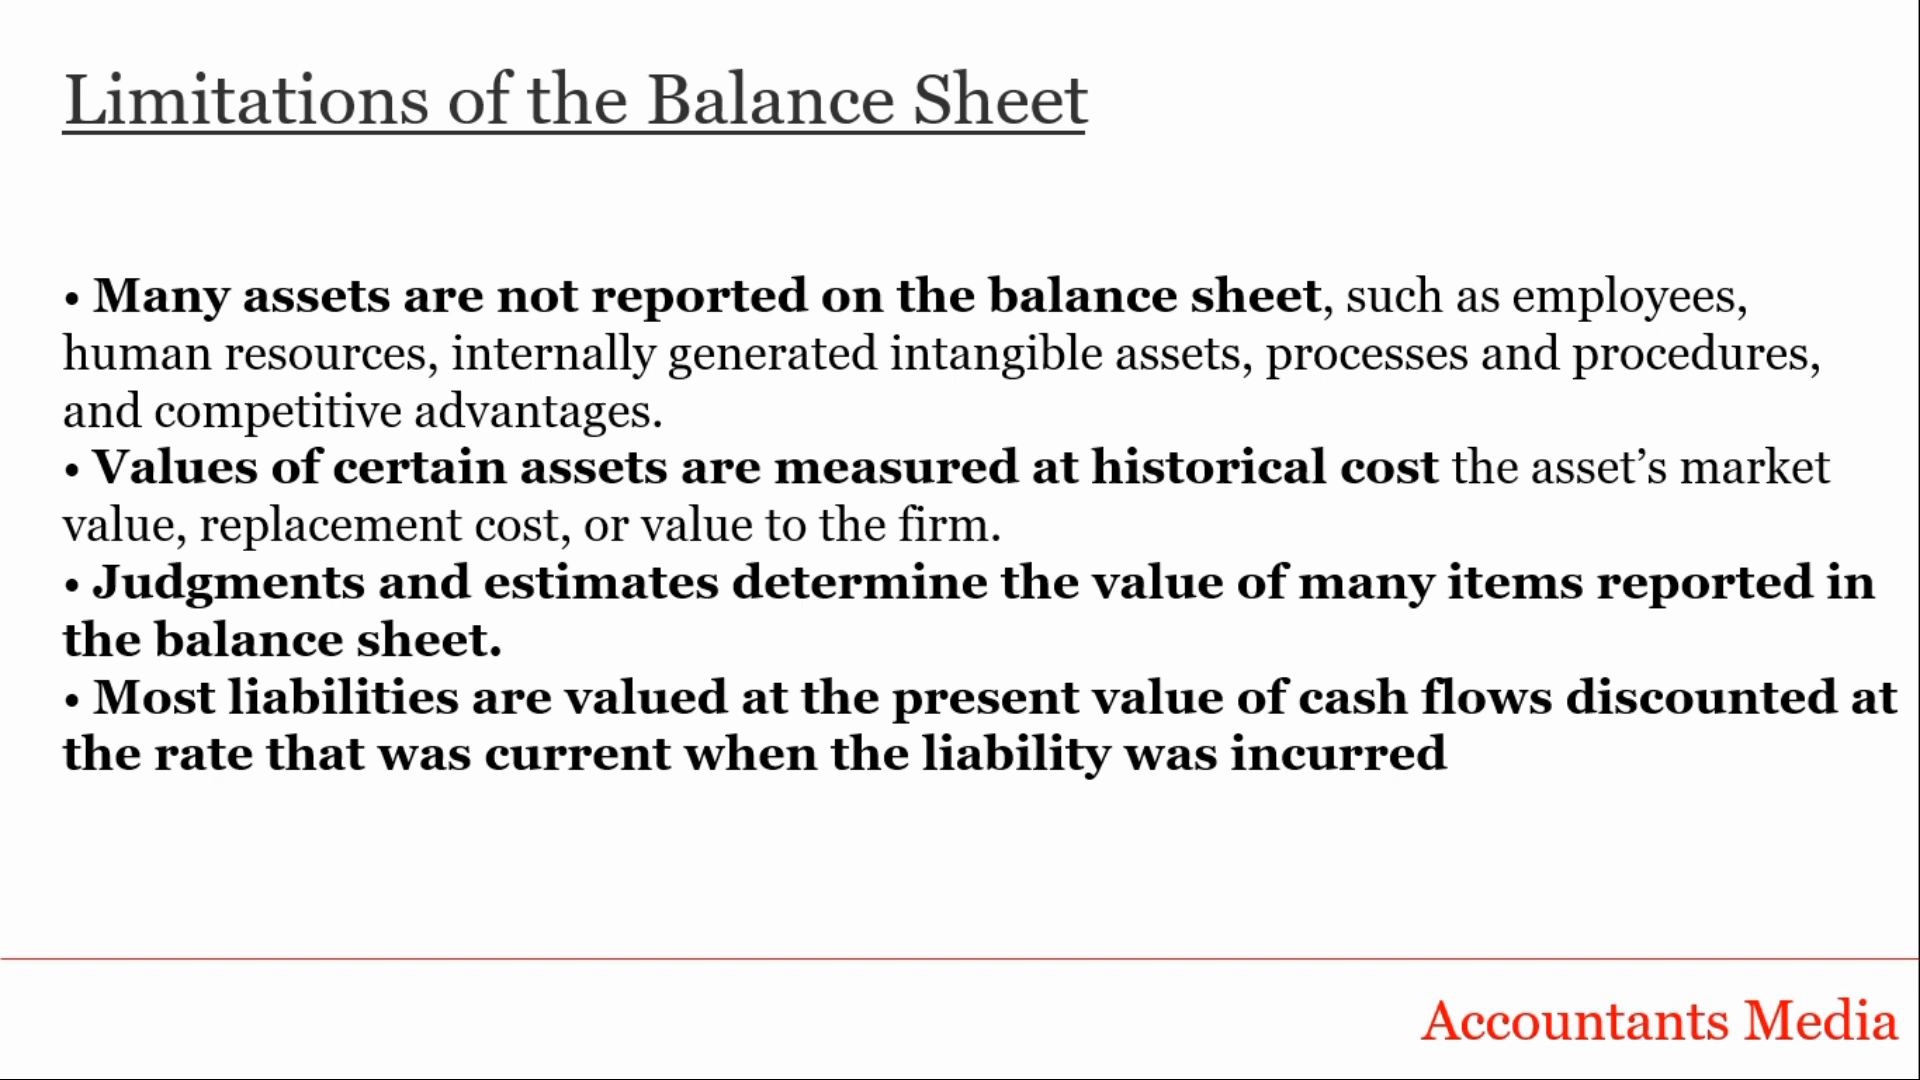 Limitations of the Balance Sheet
• Many assets are not reported on the balance sheet, such as employees,
human resources, internally generated intangible assets, processes and procedures,
and competitive advantages.
• Values of certain assets are measured at historical cost the asset’s market
value, replacement cost, or value to the firm.
• Judgments and estimates determine the value of many items reported in
the balance sheet.
• Most liabilities are valued at the present value of cash flows discounted at
the rate that was current when the liability was incurred
Accountants Media